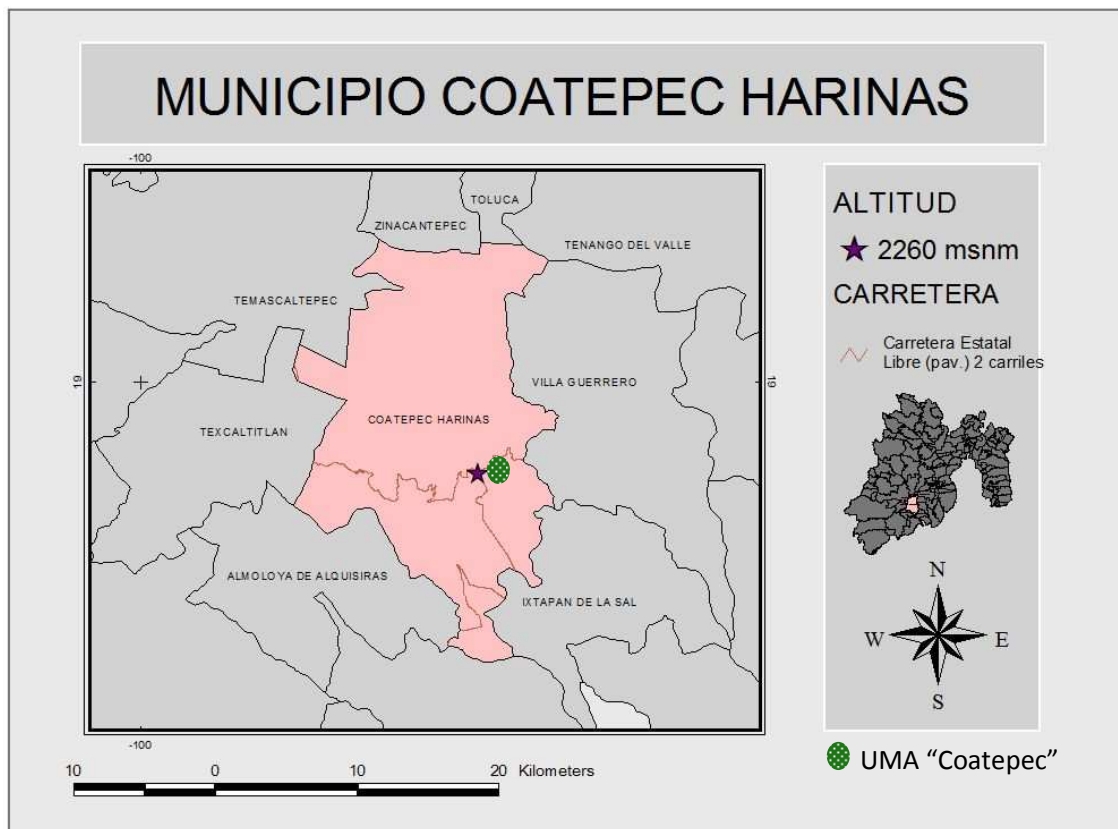 MUNICIPIO COATEPEC HARINAS
-100
TOLUCA
ZINACANTEPEC
TENANGO DEL VALLE
TEMASCALTEPEC
19
19
VILLA GUERRERO
COATEPEC HARINAS
TEXCALTITLAN
ALMOLOYA DE ALQUISIRAS
IXTAPAN DE LA SAL
-100
10 0 10 20 Kilometers
ALTITUD
2260 msnm
CARRETERA
Carretera Estatal
Libre (pav.) 2 carriles
N
W E
S
UMA “Coatepec”